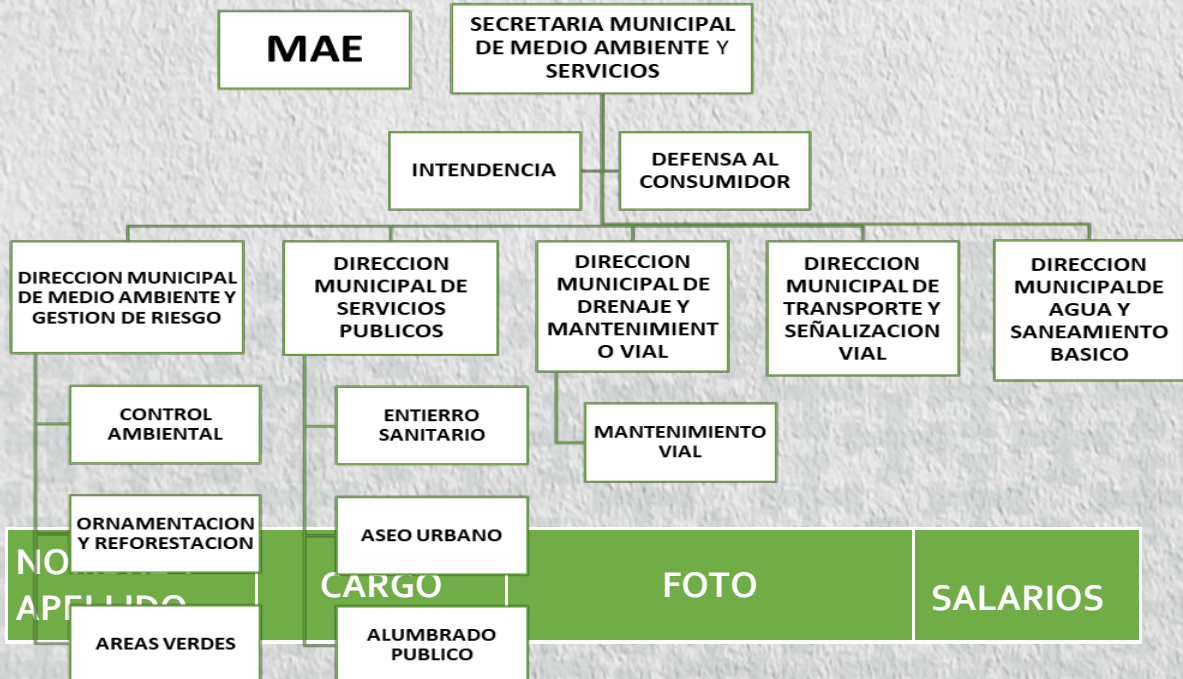 MAE
SECRETARIA MUNICIPAL
DE MEDIO AMBIENTE Y
SERVICIOS
INTENDENCIA
DEFENSA AL
CONSUMIDOR
DIRECCION MUNICIPAL
DE MEDIO AMBIENTE Y
GESTION DE RIESGO
DIRECCION
MUNICIPAL DE
SERVICIOS
PUBLICOS
DIRECCION
MUNICIPAL DE
DRENAJE Y
MANTENIMIENT
O VIAL
DIRECCION
MUNICIPAL DE
TRANSPORTE Y
SEÑALIZACION
VIAL
DIRECCION
MUNICIPALDE
AGUA Y
SANEAMIENTO
BASICO
CONTROL
AMBIENTAL
ENTIERRO
SANITARIO
MANTENIMIENTO
VIAL
ORNAMENTACION
Y REFORESTACION
ASEO URBANO
CARGO
FOTO
SALARIOS
AREAS VERDES
ALUMBRADO
PUBLICO